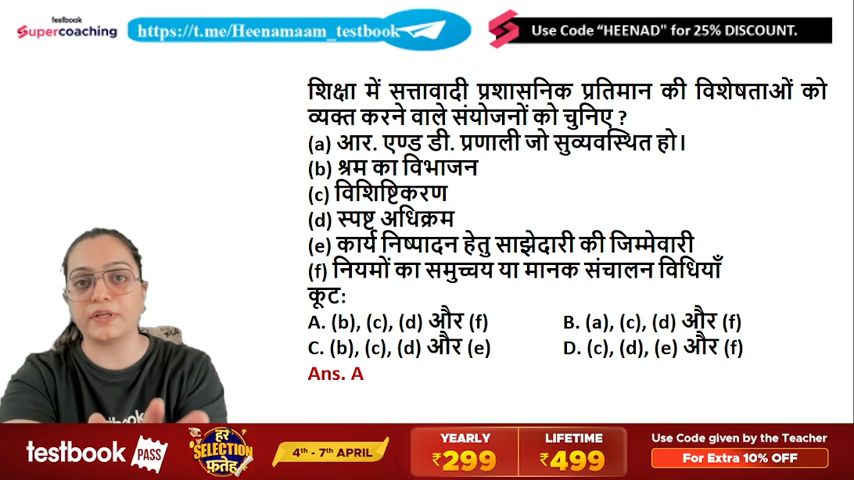 testbook
Supercoaching
https://t.me/Heenamaam_testbook
Use Code “HEENAD" for 25% DISCOUNT.
शिक्षा में सत्तावादी प्रशासनिक प्रतिमान की विशेषताओं को
व्यक्त करने वाले संयोजनों को चुनिए ?
(a) आर. एण्ड डी. प्रणाली जो सुव्यवस्थित हो।
(b) श्रम का विभाजन
(c) विशिष्टिकरण
(d) स्पष्ट अधिक्रम
(e) कार्य निष्पादन हेतु साझेदारी की जिम्मेवारी
(f) नियमों का समुच्चय या मानक संचालन विधियाँ
कूट:
A. (b), (c), (d) और (f) B. (a), (c), (d) और (f)
C. (b), (c), (d) और (e) D. (c), (d), (e) और (f)
Ans. A
testbook
testbook PASS
हर SELECTION फतेह
4th - 7th APRIL
YEARLY ₹299
LIFETIME ₹499
Use Code given by the Teacher
For Extra 10% OFF